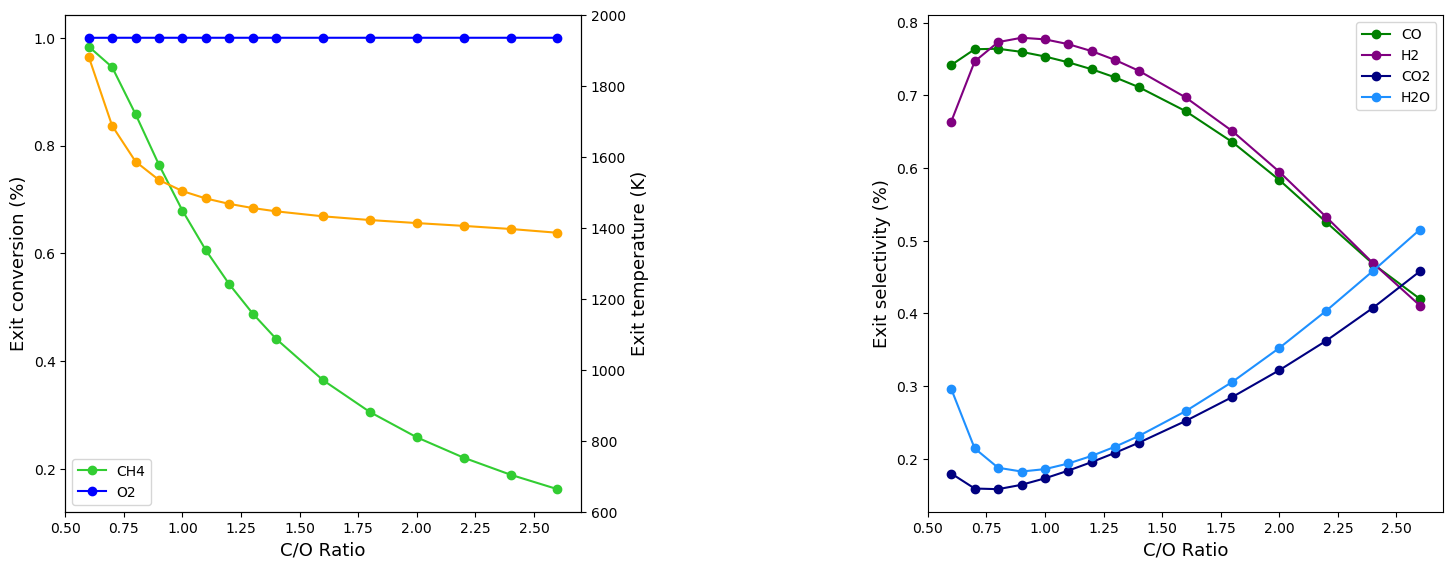 1.0
0.8
0.6
0.4
0.2
Exit conversion (%)
2000
1800
1600
1400
1200
1000
800
600
Exit temperature (K)
CH4
O2
0.50 0.75 1.00 1.25 1.50 1.75 2.00 2.25 2.50
C/O Ratio
0.8
0.7
0.6
0.5
0.4
0.3
0.2
Exit selectivity (%)
CO
H2
CO2
H2O
0.50 0.75 1.00 1.25 1.50 1.75 2.00 2.25 2.50
C/O Ratio